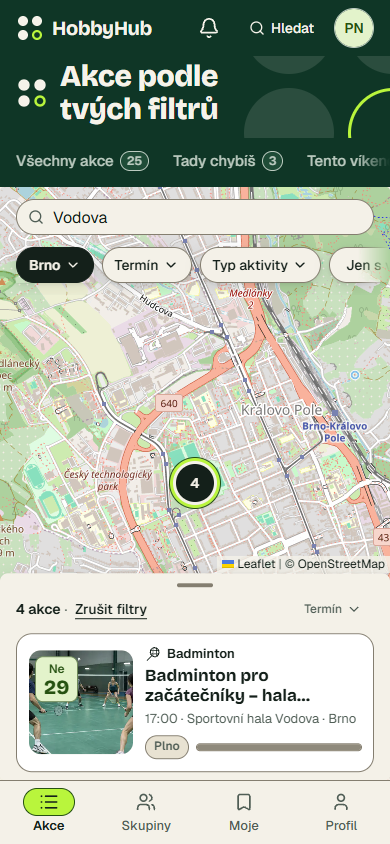 HobbyHub
Hledat
PN
Akce podle
tvých filtrů
Všechny akce 25
Tady chybíš 3
Tento víken
Vodova
Brno
Termín
Typ aktivity
Jen s
Medlánky
2
Hudcova
640
Královo Pole
Brno-Královo
Pole
Český technologický
park
4
43
Leaflet | © OpenStreetMap
4 akce · Zrušit filtry
Termín
Ne
29
Badminton
Badminton pro
začátečníky – hala...
17:00 · Sportovní hala Vodova · Brno
Plno
Akce
Skupiny
Moje
Profil